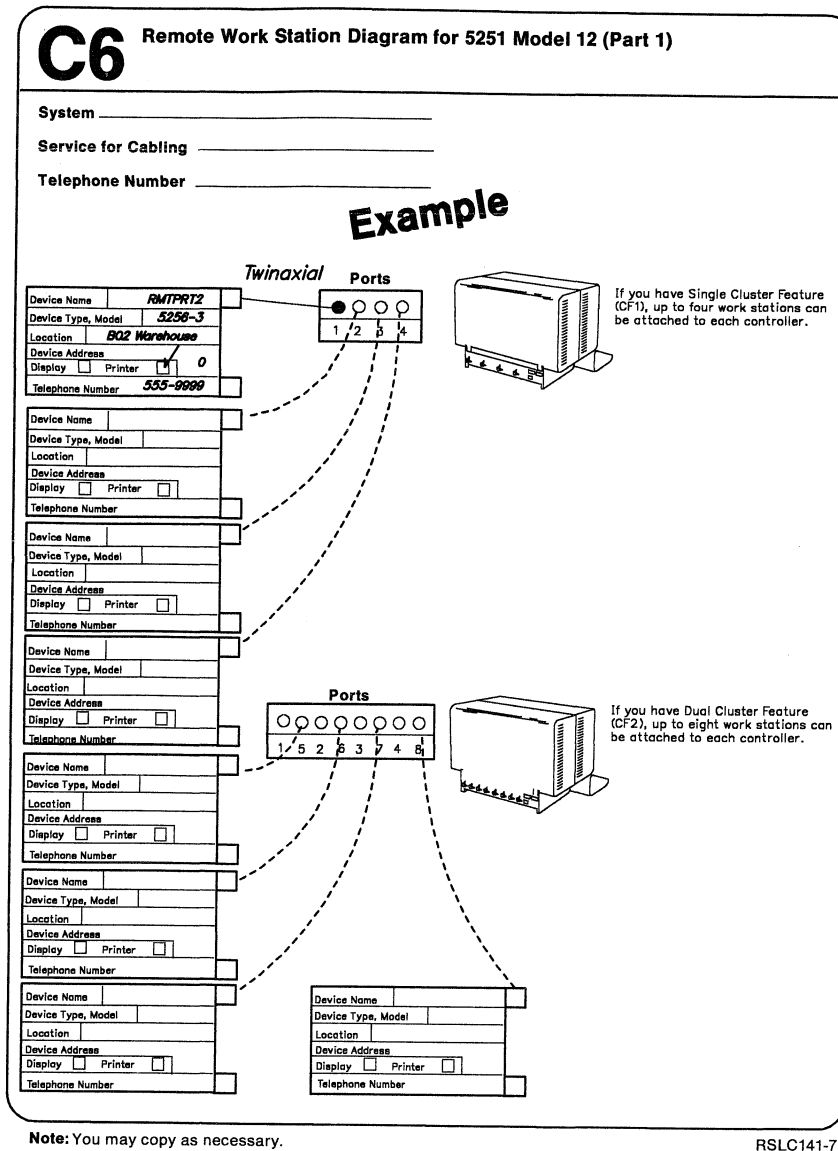 C6 Remote Work Station Diagram for 5251 Model 12 (Part 1)
System
Service for Cabling
Telephone Number
Example
Twinaxial
Ports
1 2 3 4
If you have Single Cluster Feature
(CF1), up to four work stations can
be attached to each controller.
Device Name RMTPRT2
Device Type, Model 5256-3
Location B02 Warehouse
Device Address
Display Printer 0
Telephone Number 555-9999
Device Name
Device Type, Model
Location
Device Address
Display Printer
Telephone Number
Device Name
Device Type, Model
Location
Device Address
Display Printer
Telephone Number
Device Name
Device Type, Model
Location
Device Address
Display Printer
Telephone Number
Ports
1 5 2 6 3 7 4 8
If you have Dual Cluster Feature
(CF2), up to eight work stations can
be attached to each controller.
Device Name
Device Type, Model
Location
Device Address
Display Printer
Telephone Number
Device Name
Device Type, Model
Location
Device Address
Display Printer
Telephone Number
Device Name
Device Type, Model
Location
Device Address
Display Printer
Telephone Number
Device Name
Device Type, Model
Location
Device Address
Display Printer
Telephone Number
Note: You may copy as necessary.
RSLC141-7